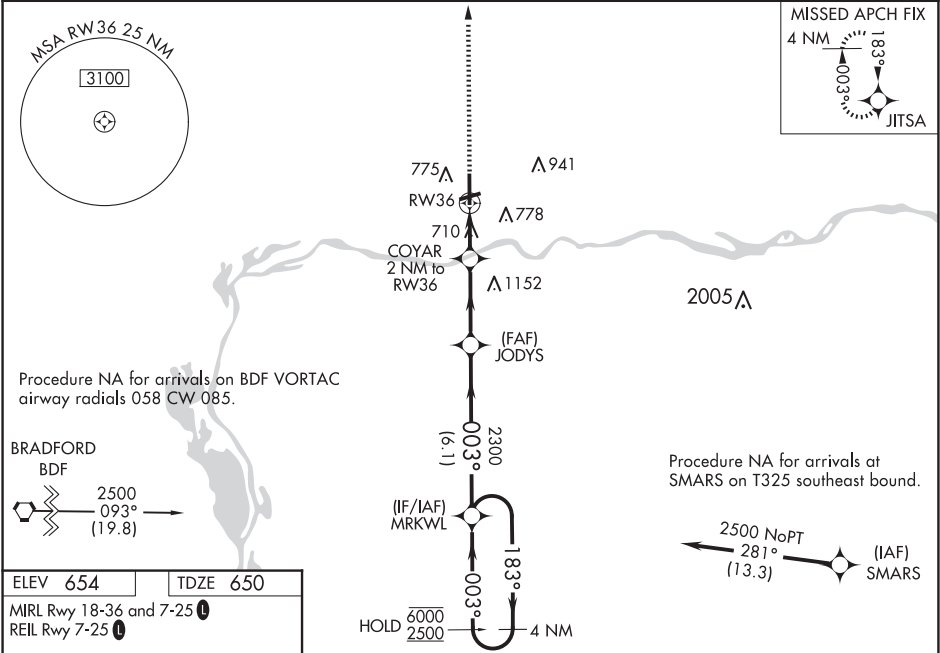 MSA RW36 25 NM
3100
MISSED APCH FIX
4 NM
183°
003°
JITSA
775
941
RW36
778
710
COYAR
2 NM to
RW36
1152
2005
(FAF)
JODYS
Procedure NA for arrivals on BDF VORTAC
airway radials 058 CW 085.
2300
003°
(6.1)
BRADFORD
BDF
2500
093°
(19.8)
Procedure NA for arrivals at
SMARS on T325 southeast bound.
(IF/IAF)
MRKWL
2500 NoPT
281°
(13.3)
(IAF)
SMARS
183°
003°
HOLD 6000
2500
4 NM
ELEV 654
TDZE 650
MIRL Rwy 18-36 and 7-25 L
REIL Rwy 7-25 L